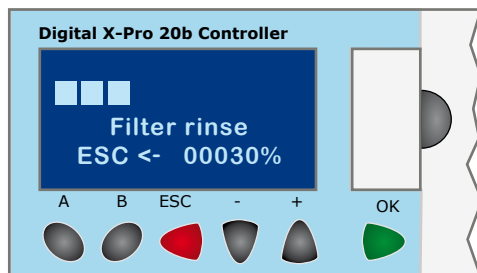 Digital X-Pro 20b Controller
Filter rinse
ESC <- 00030%
A B ESC - + OK